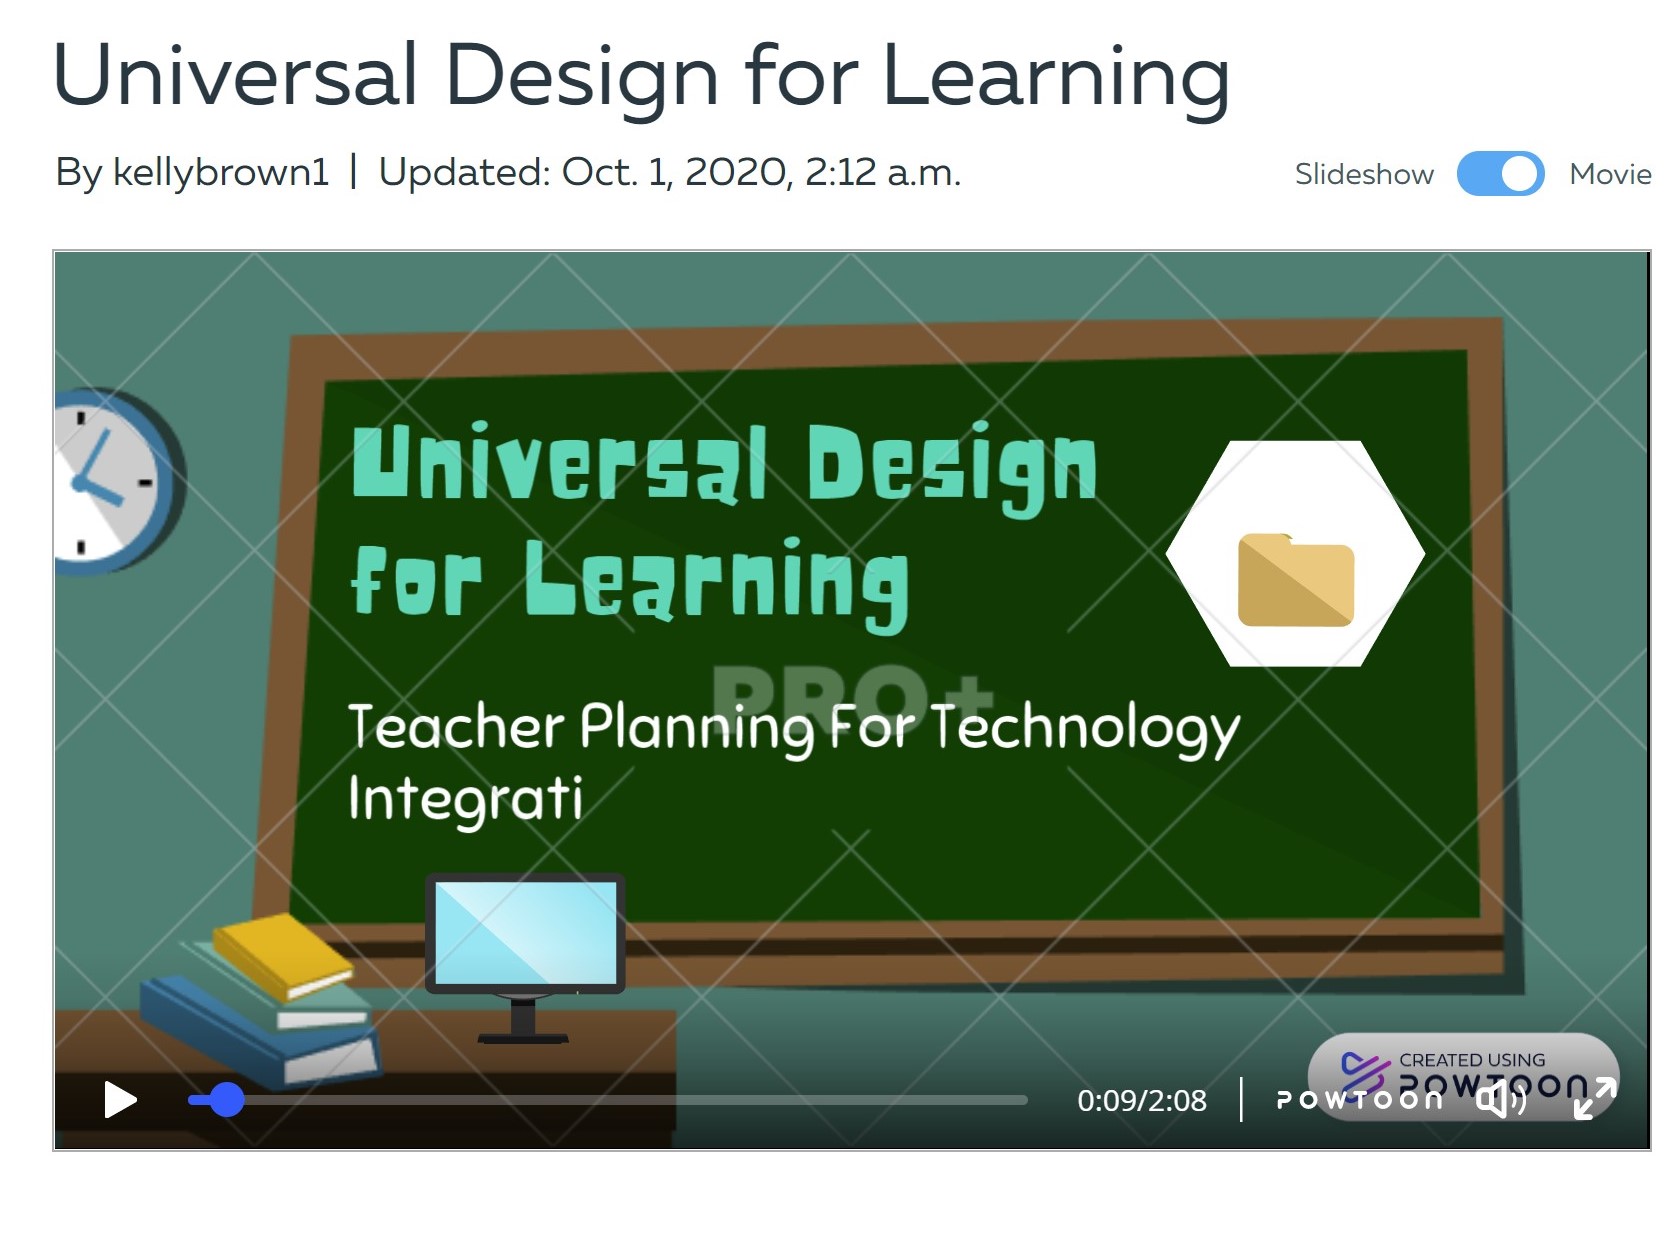 Universal Design for Learning
By kellybrown1 | Updated: Oct. 1, 2020, 2:12 a.m.
Slideshow Movie
Universal Design
for Learning
PRO+
Teacher Planning For Technology
Integrati
CREATED USING
POWTOON
0:09/2:08 | POWTOON